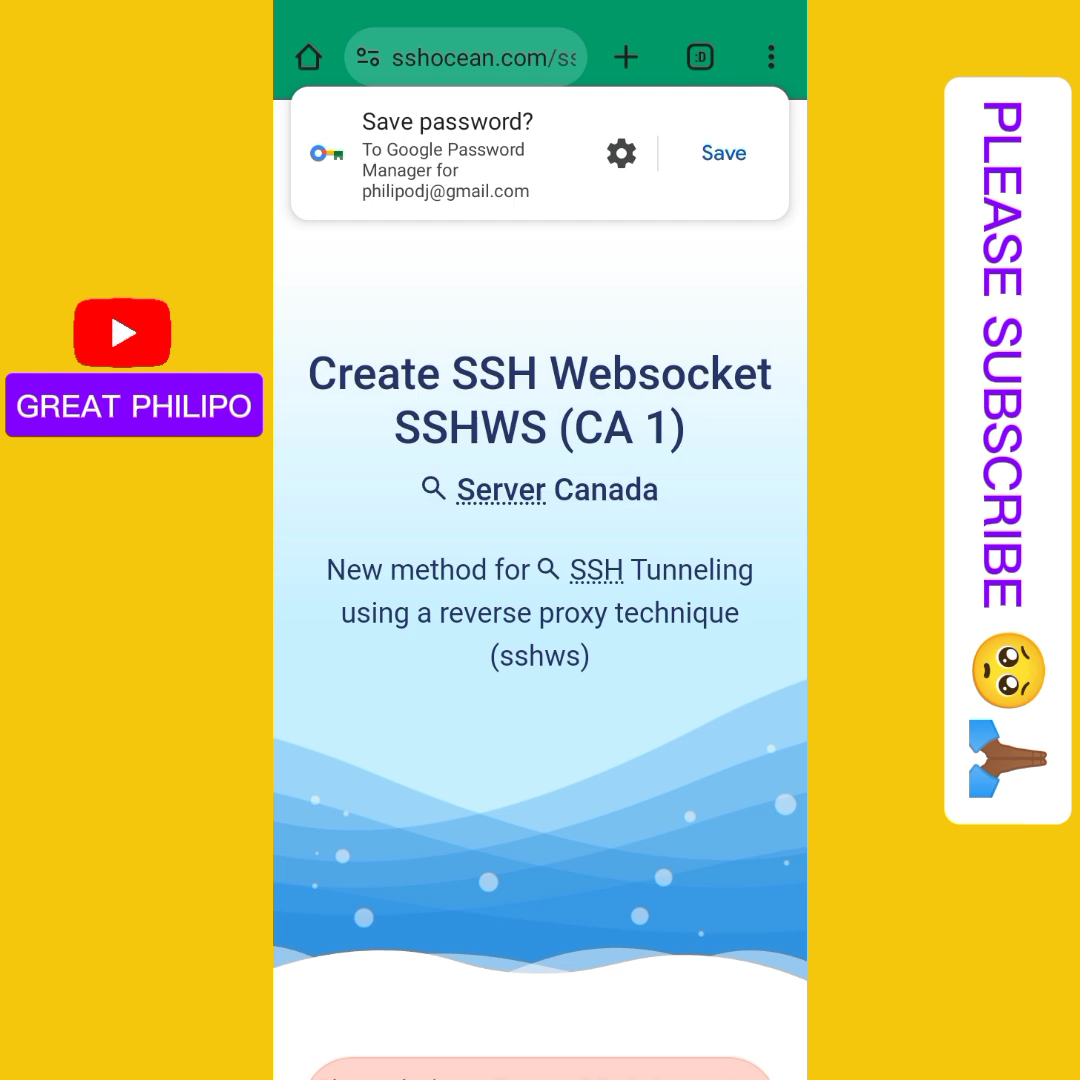 sshocean.com/ss
:D
Save password?
To Google Password
Manager for
philipodj@gmail.com
Save
Create SSH Websocket
SSHWS (CA 1)
Server Canada
New method for SSH Tunneling
using a reverse proxy technique
(sshws)
GREAT PHILIPO
PLEASE SUBSCRIBE